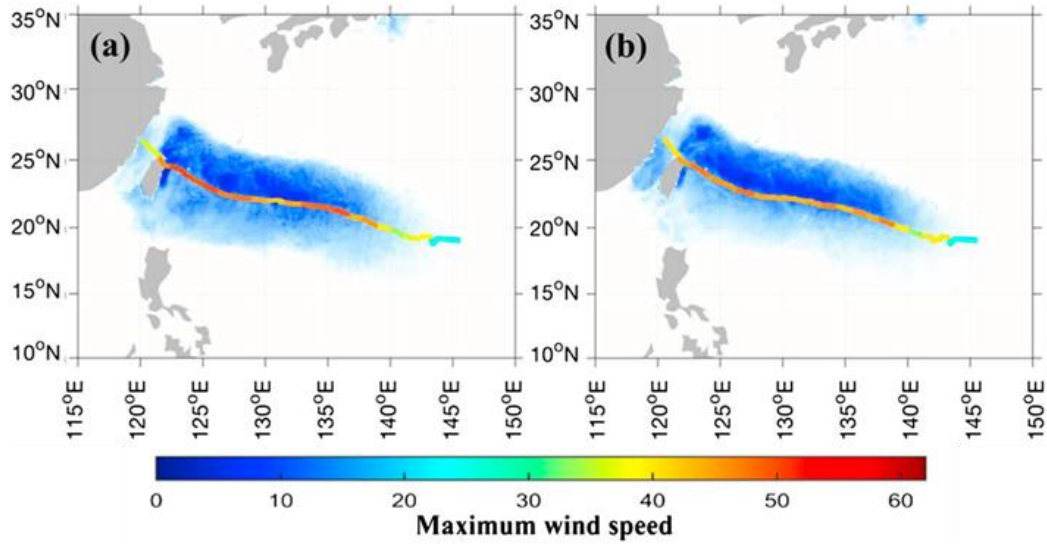 (a)
(b)
35°N
30°N
25°N
20°N
15°N
10°N
35°N
30°N
25°N
20°N
15°N
10°N
115°E
120°E
125°E
130°E
135°E
140°E
145°E
150°E
115°E
120°E
125°E
130°E
135°E
140°E
145°E
150°E
0 10 20 30 40 50 60
Maximum wind speed